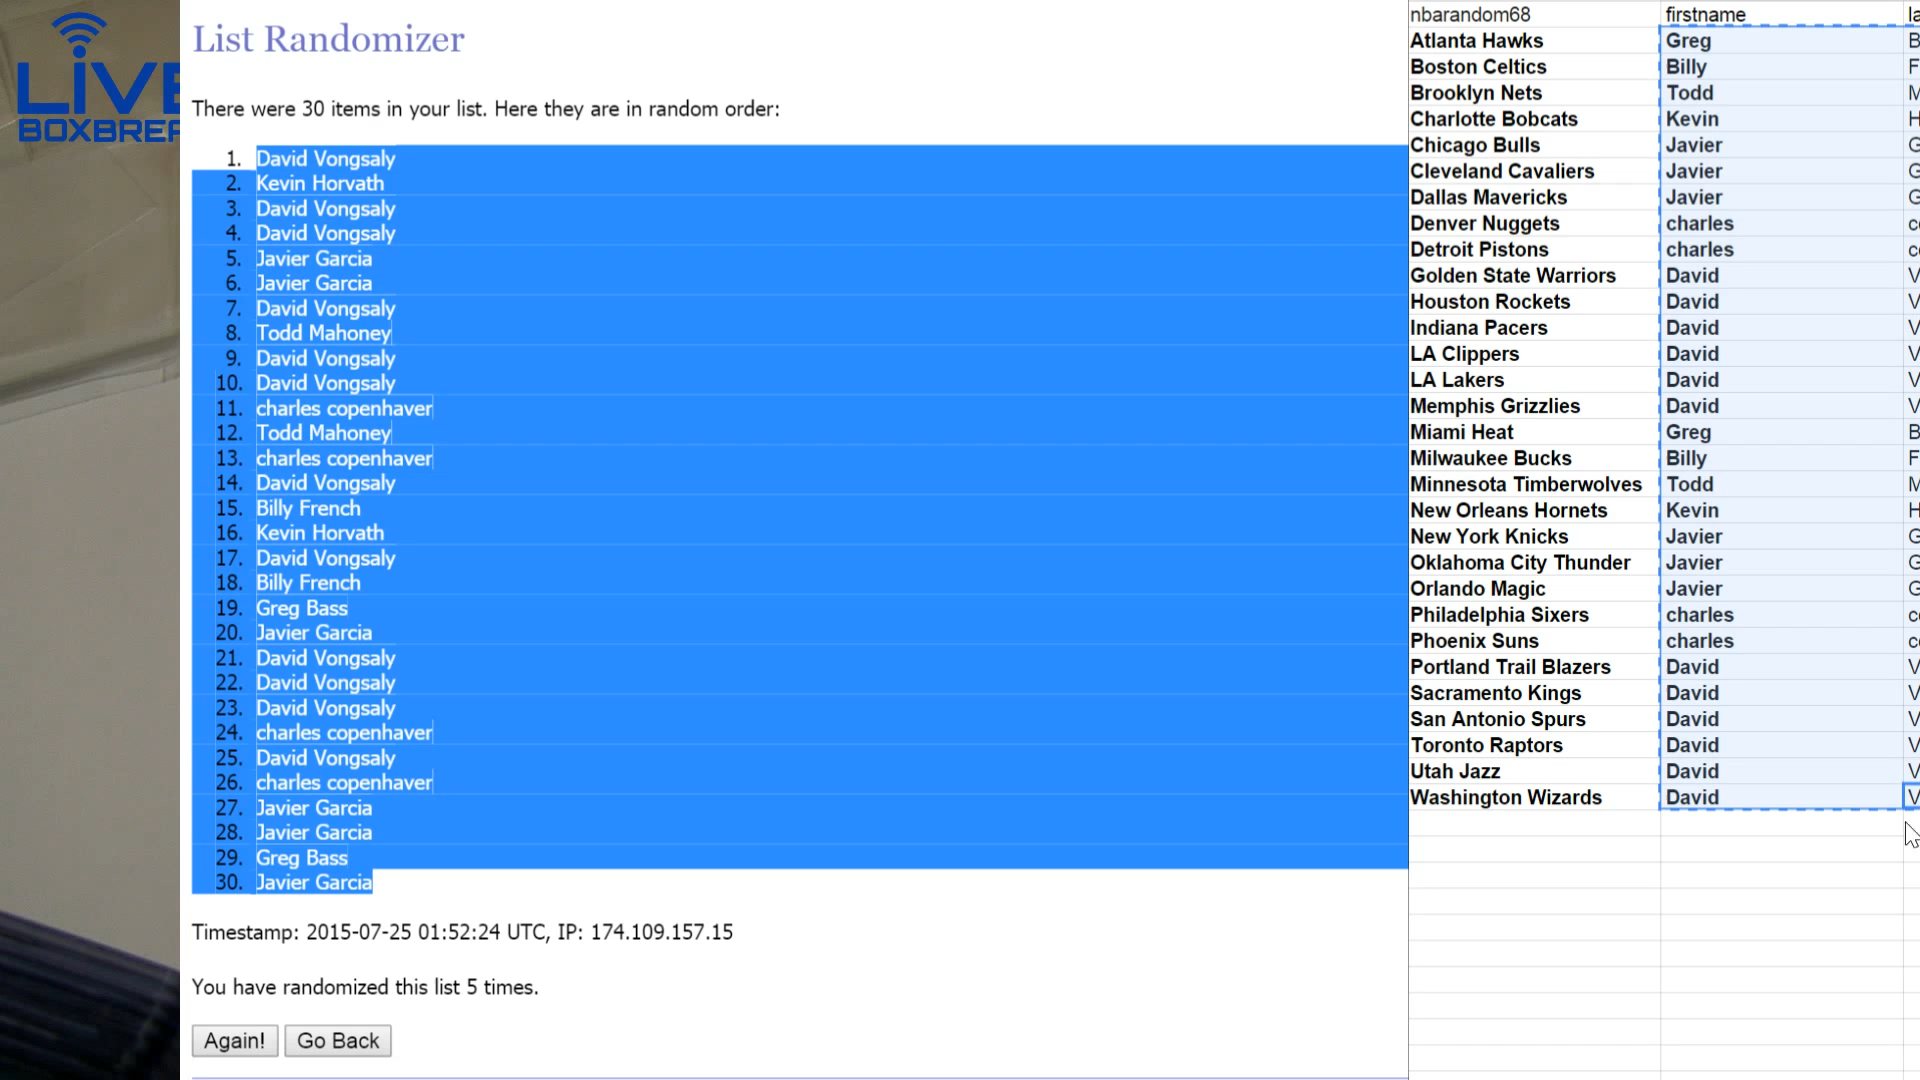 LiVE
BOXBREA
List Randomizer
There were 30 items in your list. Here they are in random order:
1. David Vongsaly
2. Kevin Horvath
3. David Vongsaly
4. David Vongsaly
5. Javier Garcia
6. Javier Garcia
7. David Vongsaly
8. Todd Mahoney
9. David Vongsaly
10. David Vongsaly
11. charles copenhaver
12. Todd Mahoney
13. charles copenhaver
14. David Vongsaly
15. Billy French
16. Kevin Horvath
17. David Vongsaly
18. Billy French
19. Greg Bass
20. Javier Garcia
21. David Vongsaly
22. David Vongsaly
23. David Vongsaly
24. charles copenhaver
25. David Vongsaly
26. charles copenhaver
27. Javier Garcia
28. Javier Garcia
29. Greg Bass
30. Javier Garcia
Timestamp: 2015-07-25 01:52:24 UTC, IP: 174.109.157.15
You have randomized this list 5 times.
Again! Go Back
nbarandom68 firstname la
Atlanta Hawks Greg B
Boston Celtics Billy F
Brooklyn Nets Todd M
Charlotte Bobcats Kevin H
Chicago Bulls Javier G
Cleveland Cavaliers Javier G
Dallas Mavericks Javier G
Denver Nuggets charles co
Detroit Pistons charles co
Golden State Warriors David V
Houston Rockets David V
Indiana Pacers David V
LA Clippers David V
LA Lakers David V
Memphis Grizzlies David V
Miami Heat Greg B
Milwaukee Bucks Billy F
Minnesota Timberwolves Todd M
New Orleans Hornets Kevin H
New York Knicks Javier G
Oklahoma City Thunder Javier G
Orlando Magic Javier G
Philadelphia Sixers charles co
Phoenix Suns charles co
Portland Trail Blazers David V
Sacramento Kings David V
San Antonio Spurs David V
Toronto Raptors David V
Utah Jazz David V
Washington Wizards David V